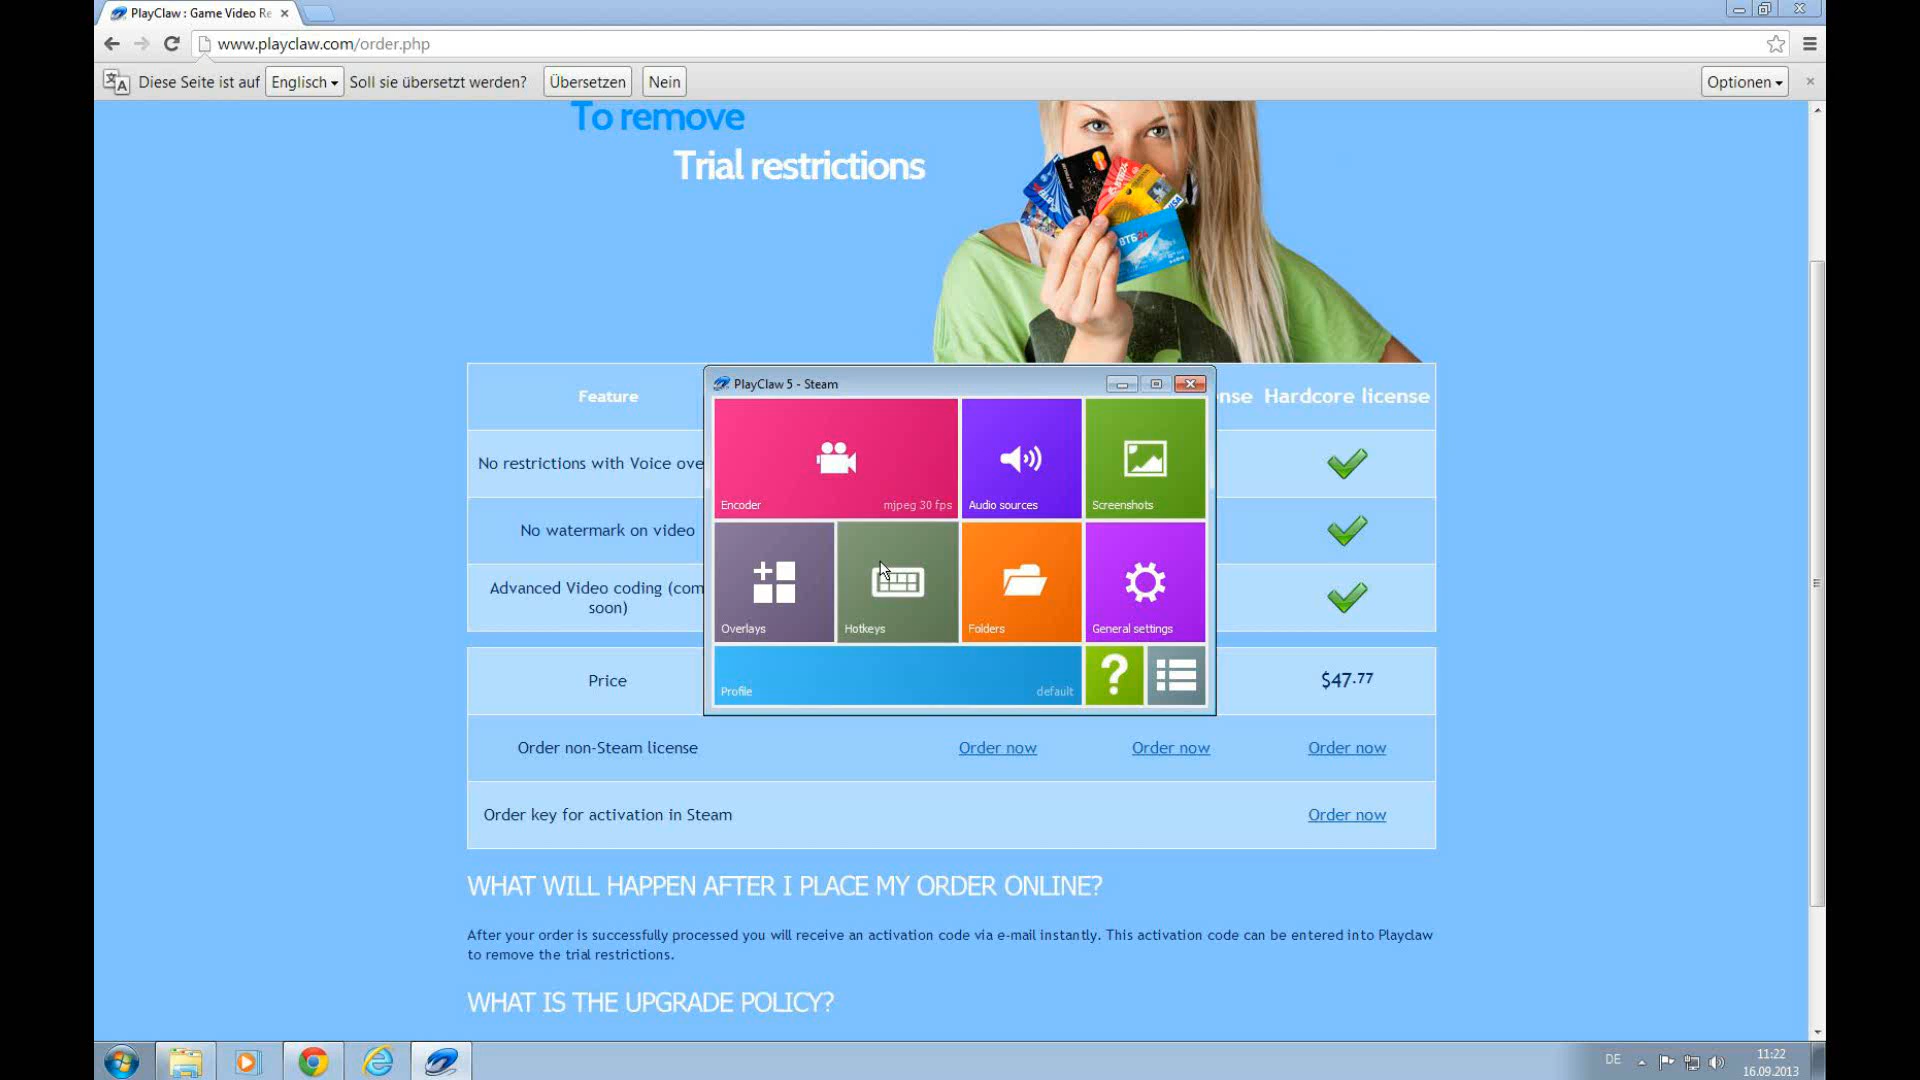 PlayClaw : Game Video Re
www.playclaw.com/order.php
Diese Seite ist auf Englisch Soll sie übersetzt werden? Übersetzen Nein Optionen
To remove
Trial restrictions
ВТБ24
VISA
PlayClaw 5 - Steam
Feature
nse Hardcore license
No restrictions with Voice ove
No watermark on video
Advanced Video coding (com
soon)
Encoder mjpeg 30 fps
Audio sources
Screenshots
Overlays
Hotkeys
Folders
General settings
Profile default
?
Price $47.77
Order non-Steam license Order now Order now Order now
Order key for activation in Steam Order now
WHAT WILL HAPPEN AFTER I PLACE MY ORDER ONLINE?
After your order is successfully processed you will receive an activation code via e-mail instantly. This activation code can be entered into Playclaw
to remove the trial restrictions.
WHAT IS THE UPGRADE POLICY?
DE
11:22
16.09.2013